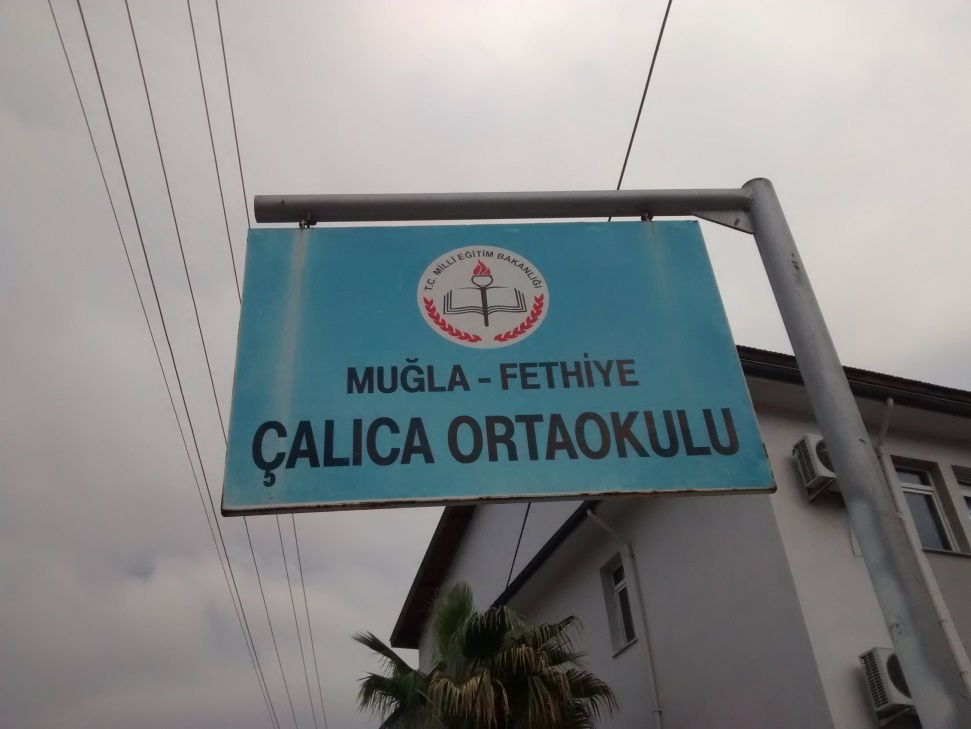 T.C. MİLLİ EĞİTİM BAKANLIĞI
MUĞLA - FETHİYE
ÇALICA ORTAOKULU